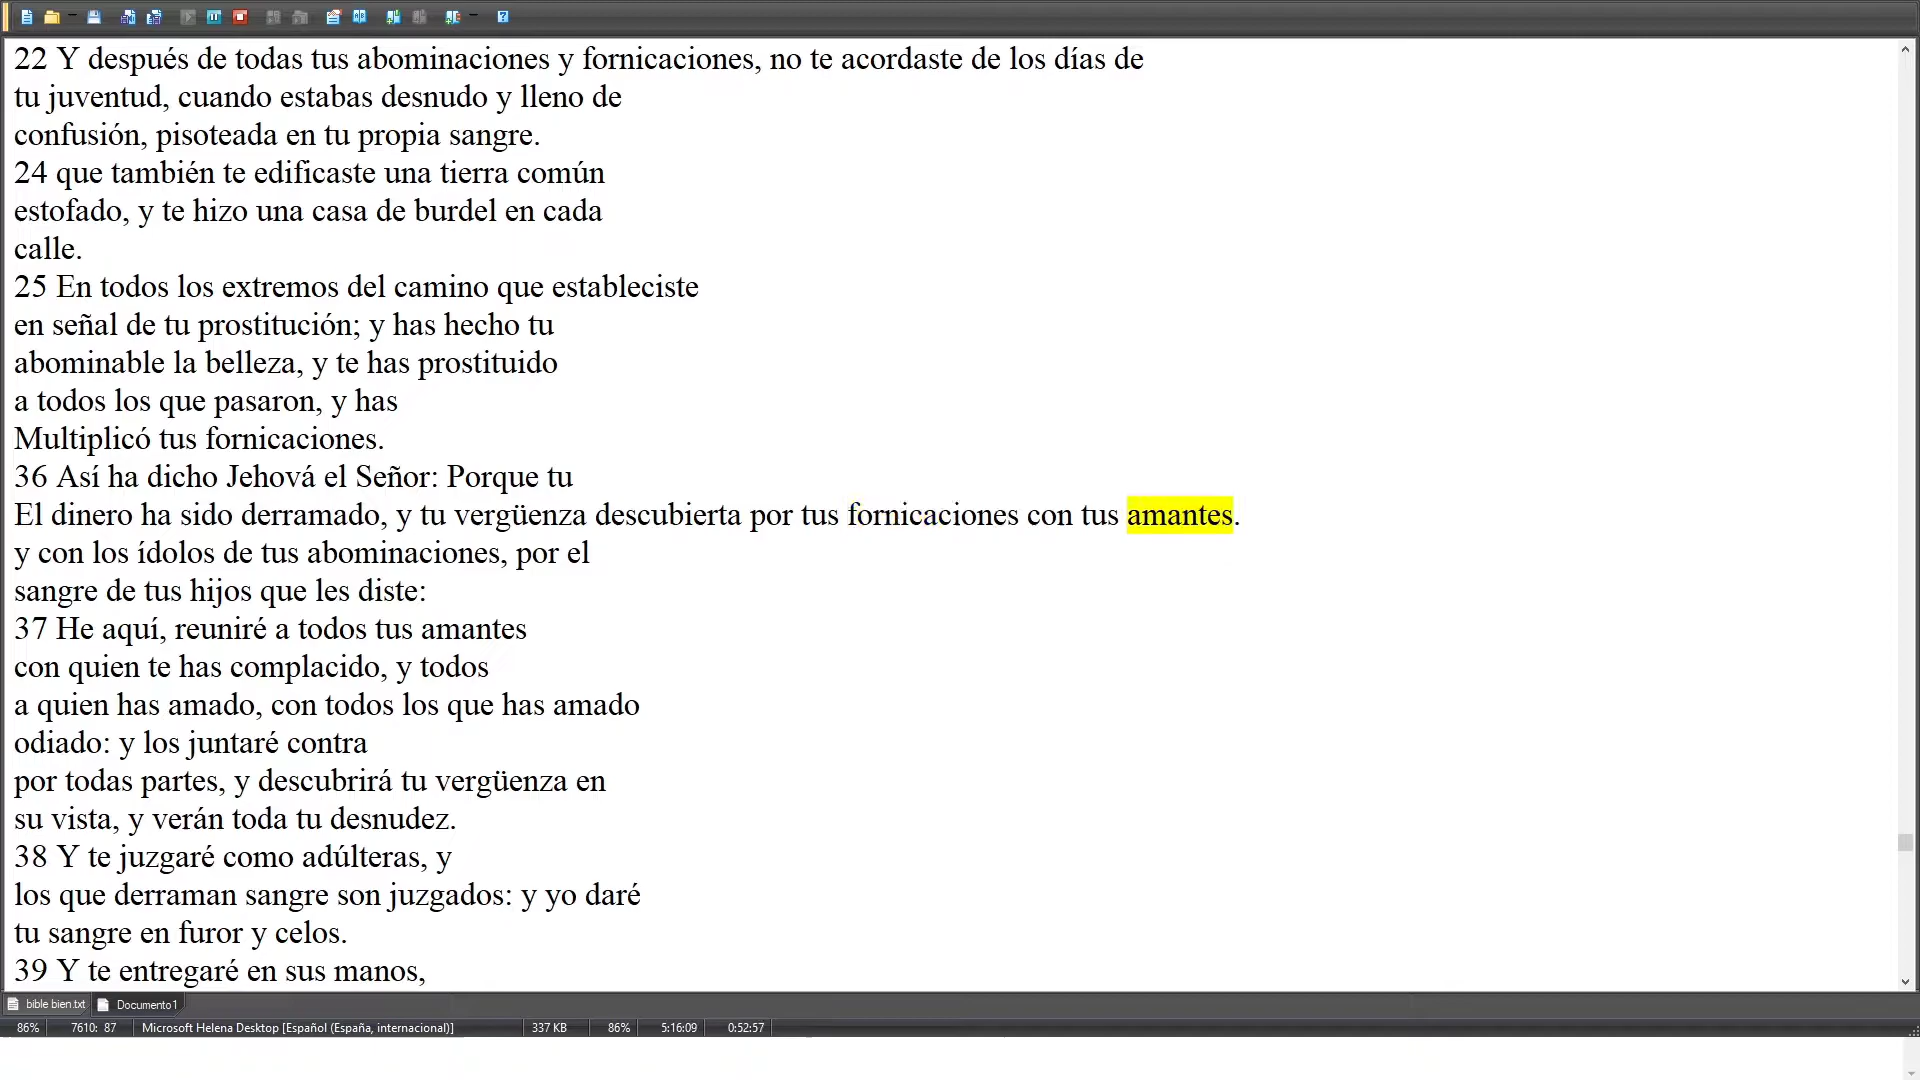 22 Y después de todas tus abominaciones y fornicaciones, no te acordaste de los días de
tu juventud, cuando estabas desnudo y lleno de
confusión, pisoteada en tu propia sangre.
24 que también te edificaste una tierra común
estofado, y te hizo una casa de burdel en cada
calle.
25 En todos los extremos del camino que estableciste
en señal de tu prostitución; y has hecho tu
abominable la belleza, y te has prostituido
a todos los que pasaron, y has
Multiplicó tus fornicaciones.
36 Así ha dicho Jehová el Señor: Porque tu
El dinero ha sido derramado, y tu vergüenza descubierta por tus fornicaciones con tus amantes.
y con los ídolos de tus abominaciones, por el
sangre de tus hijos que les diste:
37 He aquí, reuniré a todos tus amantes
con quien te has complacido, y todos
a quien has amado, con todos los que has amado
odiado: y los juntaré contra
por todas partes, y descubrirá tu vergüenza en
su vista, y verán toda tu desnudez.
38 Y te juzgaré como adúlteras, y
los que derraman sangre son juzgados: y yo daré
tu sangre en furor y celos.
39 Y te entregaré en sus manos,
bible bien.txt Documento1
86% 7610: 87 Microsoft Helena Desktop [Español (España, internacional)] 337 KB 86% 5:16:09 0:52:57